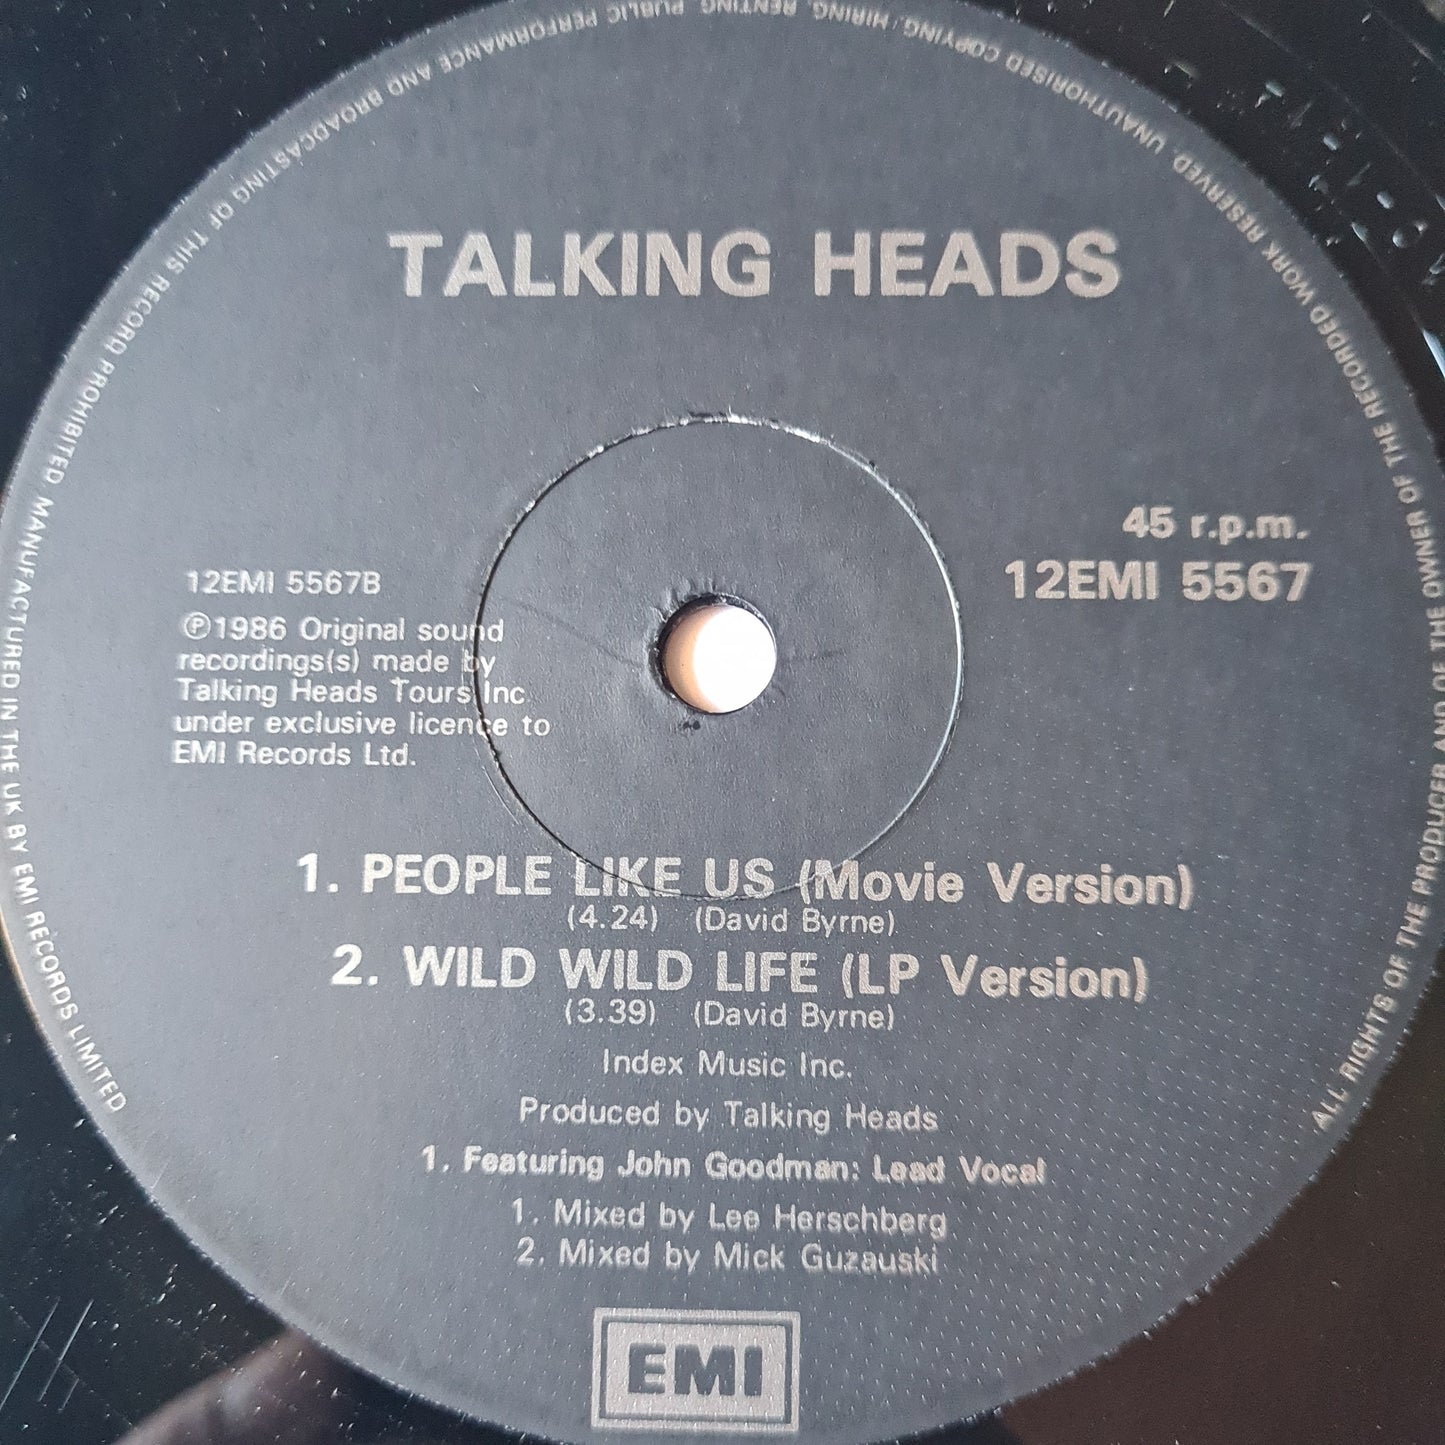 ALL RIGHTS OF THE PRODUCER AND OF THE OWNER OF THE RECORDED WORK RESERVED. UNAUTHORISED COPYING, HIRING, RENTING, PUBLIC PERFORMANCE AND BROADCASTING OF THIS RECORD PROHIBITED. MANUFACTURED IN THE UK BY EMI RECORDS LIMITED
TALKING HEADS
45 r.p.m.
12EMI 5567
12EMI 5567B
Ⓟ1986 Original sound
recordings(s) made by
Talking Heads Tours Inc
under exclusive licence to
EMI Records Ltd.
1. PEOPLE LIKE US (Movie Version)
(4.24) (David Byrne)
2. WILD WILD LIFE (LP Version)
(3.39) (David Byrne)
Index Music Inc.
Produced by Talking Heads
1. Featuring John Goodman: Lead Vocal
1. Mixed by Lee Herschberg
2. Mixed by Mick Guzauski
EMI